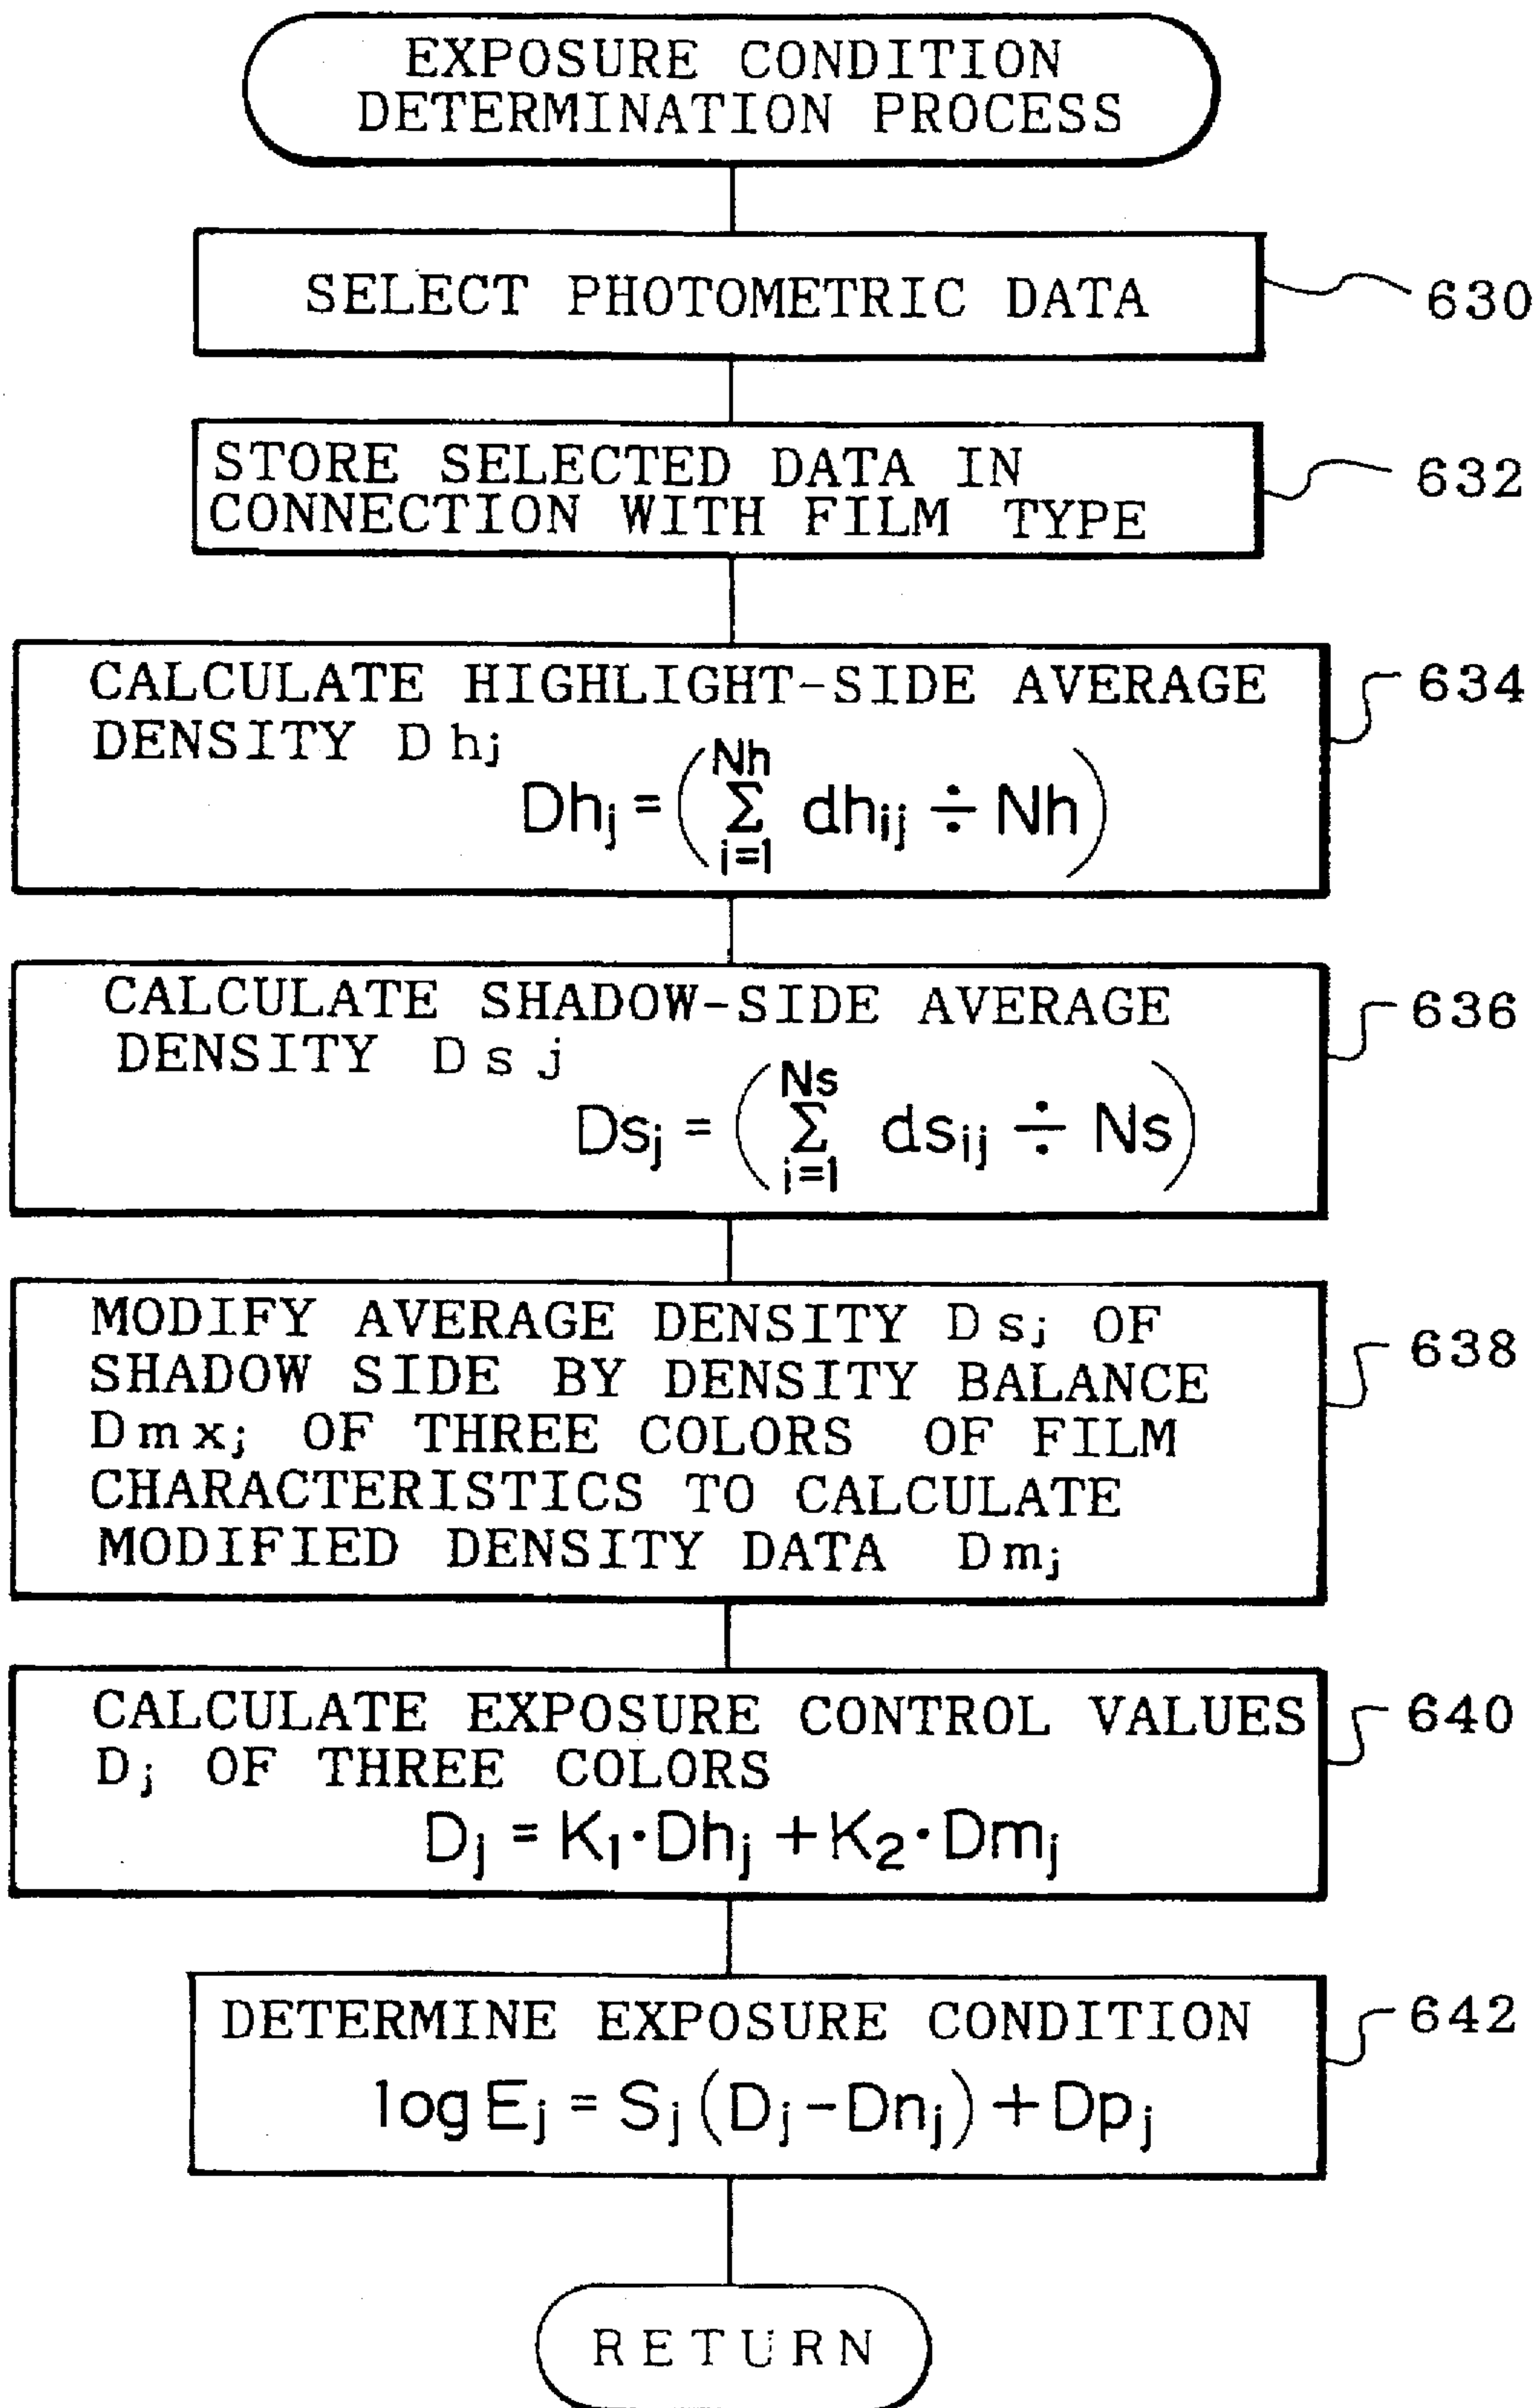 EXPOSURE CONDITION
DETERMINATION PROCESS
SELECT PHOTOMETRIC DATA
630
STORE SELECTED DATA IN
CONNECTION WITH FILM TYPE
632
CALCULATE HIGHLIGHT-SIDE AVERAGE
DENSITY Dhj
Dhj = (Σ_{i=1}^{Nh} dhij ÷ Nh)
634
CALCULATE SHADOW-SIDE AVERAGE
DENSITY Dsj
Dsj = (Σ_{i=1}^{Ns} dsij ÷ Ns)
636
MODIFY AVERAGE DENSITY Dsj OF
SHADOW SIDE BY DENSITY BALANCE
Dmxj OF THREE COLORS OF FILM
CHARACTERISTICS TO CALCULATE
MODIFIED DENSITY DATA Dmj
638
CALCULATE EXPOSURE CONTROL VALUES
Dj OF THREE COLORS
Dj = K1·Dhj + K2·Dmj
640
DETERMINE EXPOSURE CONDITION
log Ej = Sj (Dj - Dnj) + Dpj
642
RETURN